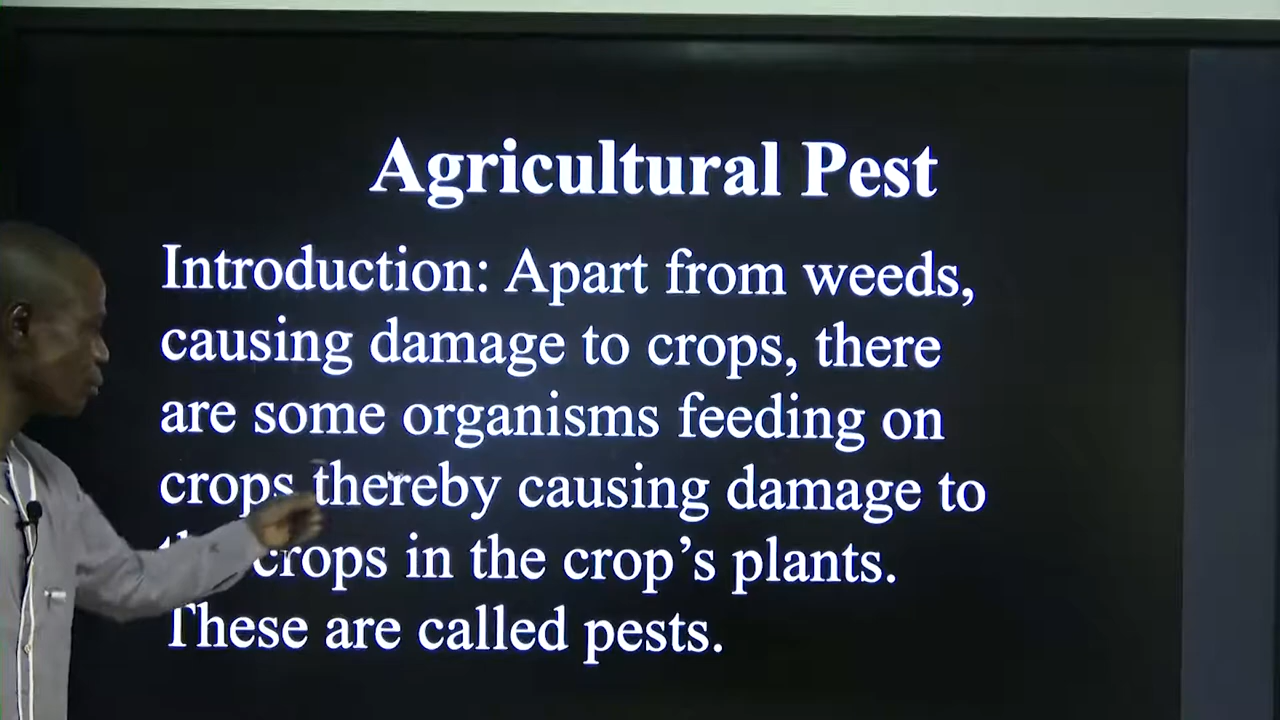 Agricultural Pest
Introduction: Apart from weeds,
causing damage to crops, there
are some organisms feeding on
crops thereby causing damage to
crops in the crop’s plants.
These are called pests.